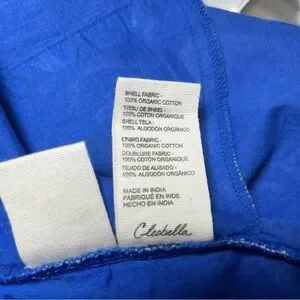 SHELL FABRIC -
100% ORGANIC COTTON
TISSU DE SHELL -
100% COTON ORGANIQUE
SHELL TELA -
100% ALGODÓN ORGÁNICO
LINING FABRIC -
100% ORGANIC COTTON
DOUBLURE FABRIC -
100% COTON ORGANIQUE
TEJIDO DE ALISADO -
100% ALGODÓN ORGÁNICO
MADE IN INDIA
FABRIQUÉ EN INDE
HECHO EN INDIA
Cleobella